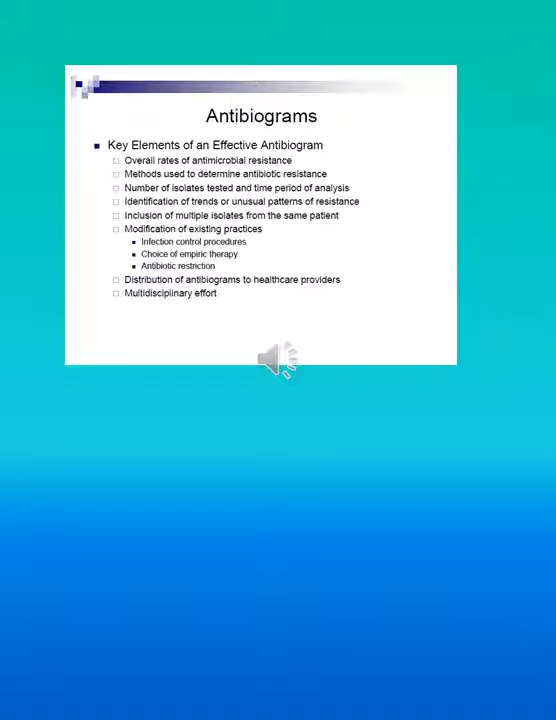 Antibiograms
Key Elements of an Effective Antibiogram
Overall rates of antimicrobial resistance
Methods used to determine antibiotic resistance
Number of isolates tested and time period of analysis
Identification of trends or unusual patterns of resistance
Inclusion of multiple isolates from the same patient
Modification of existing practices
Infection control procedures
Choice of empiric therapy
Antibiotic restriction
Distribution of antibiograms to healthcare providers
Multidisciplinary effort